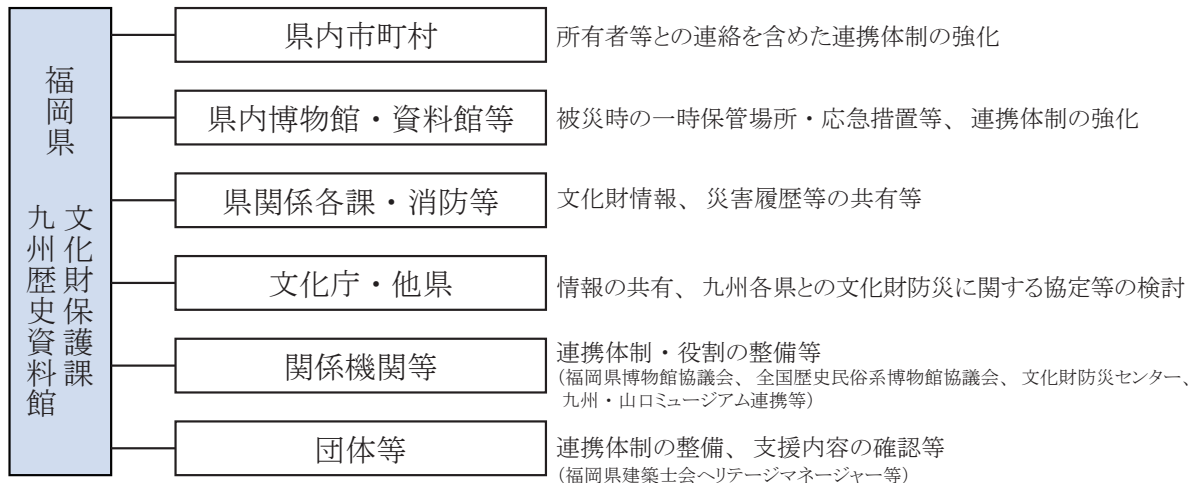 福岡県
文化財保護課
九州歴史資料館
県内市町村
所有者等との連絡を含めた連携体制の強化
県内博物館・資料館等
被災時の一時保管場所・応急措置等、連携体制の強化
県関係各課・消防等
文化財情報、災害履歴等の共有等
文化庁・他県
情報の共有、九州各県との文化財防災に関する協定等の検討
関係機関等
連携体制・役割の整備等
(福岡県博物館協議会、全国歴史民俗系博物館協議会、文化財防災センター、
九州・山口ミュージアム連携等)
団体等
連携体制の整備、支援内容の確認等
(福岡県建築士会ヘリテージマネージャー等)